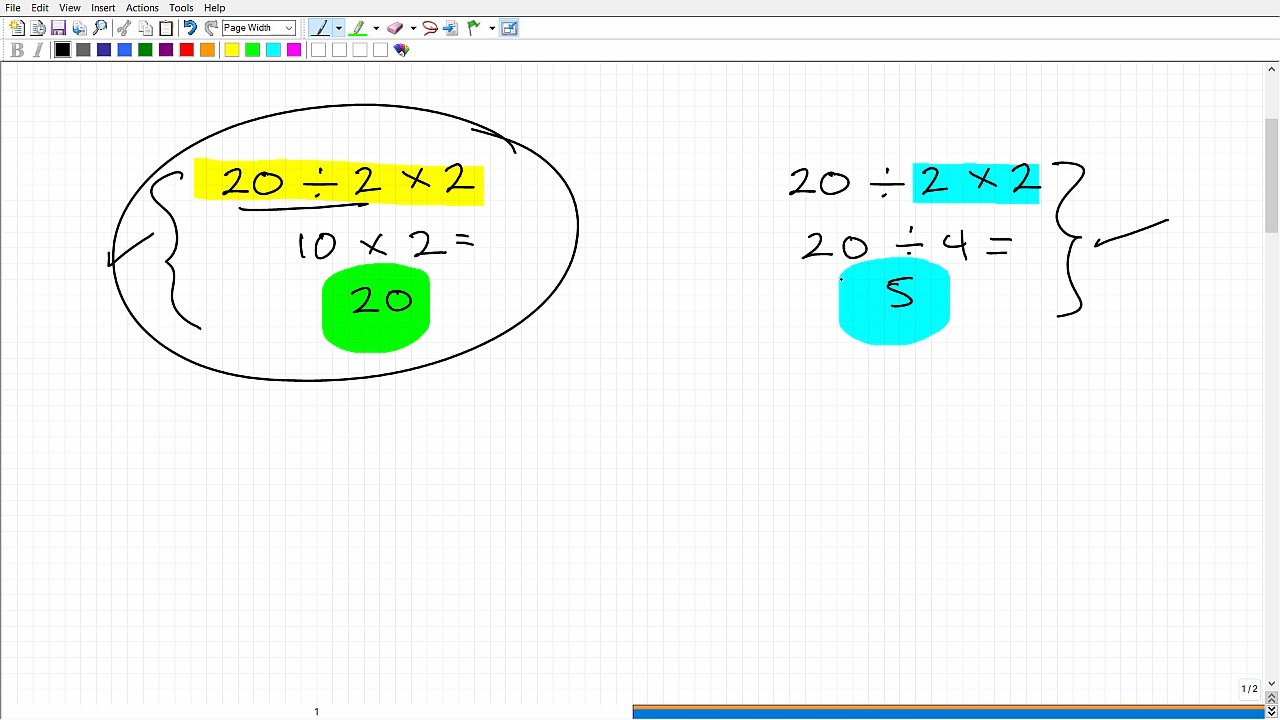 File Edit View Insert Actions Tools Help
Page Width
B I
20 ÷ 2 × 2
10 × 2 =
20
20 ÷ 2 × 2
20 ÷ 4 =
5
1/2
1